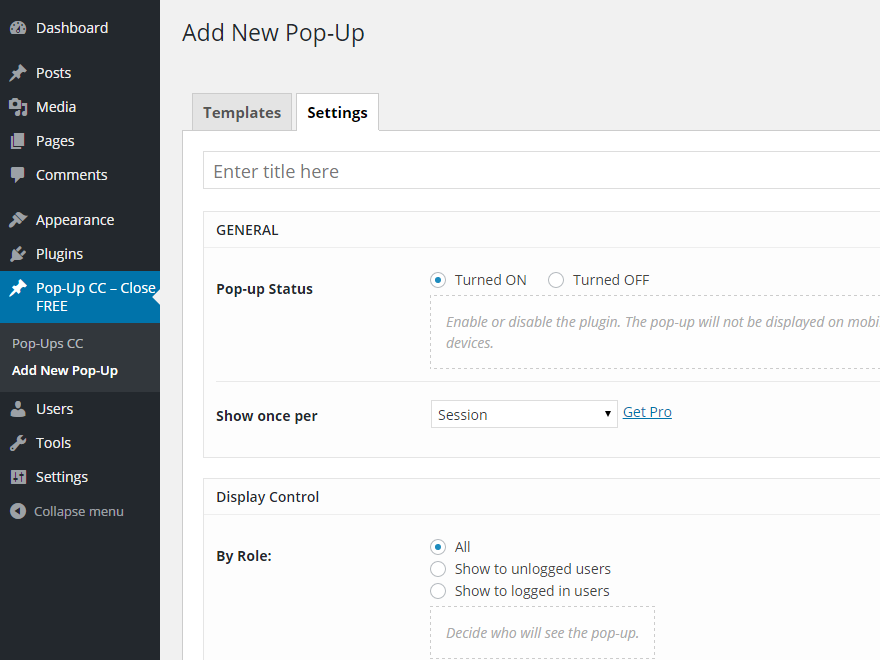 Dashboard
Posts
Media
Pages
Comments
Appearance
Plugins
Pop-Up CC – Close
FREE
Pop-Ups CC
Add New Pop-Up
Users
Tools
Settings
Collapse menu
Add New Pop-Up
Templates
Settings
Enter title here
GENERAL
Pop-up Status
Turned ON
Turned OFF
Enable or disable the plugin. The pop-up will not be displayed on mobi
devices.
Show once per
Session
Get Pro
Display Control
By Role:
All
Show to unlogged users
Show to logged in users
Decide who will see the pop-up.